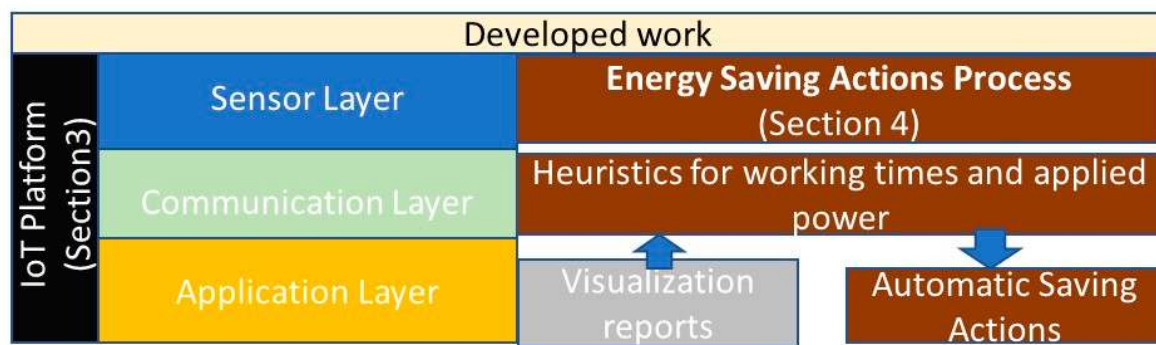 Developed work
IoT Platform
(Section3)
Sensor Layer
Energy Saving Actions Process
(Section 4)
Communication Layer
Heuristics for working times and applied
power
Application Layer
Visualization
reports
Automatic Saving
Actions